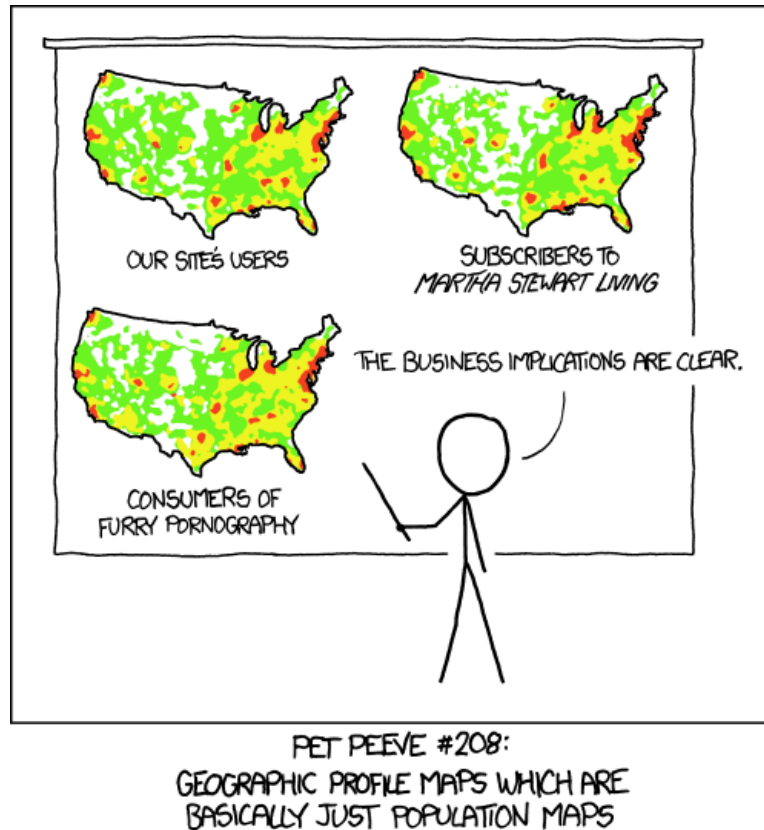 OUR SITE'S USERS
SUBSCRIBERS TO
MARTHA STEWART LIVING
THE BUSINESS IMPLICATIONS ARE CLEAR.
CONSUMERS OF
FURRY PORNOGRAPHY
PET PEEVE #208:
GEOGRAPHIC PROFILE MAPS WHICH ARE
BASICALLY JUST POPULATION MAPS